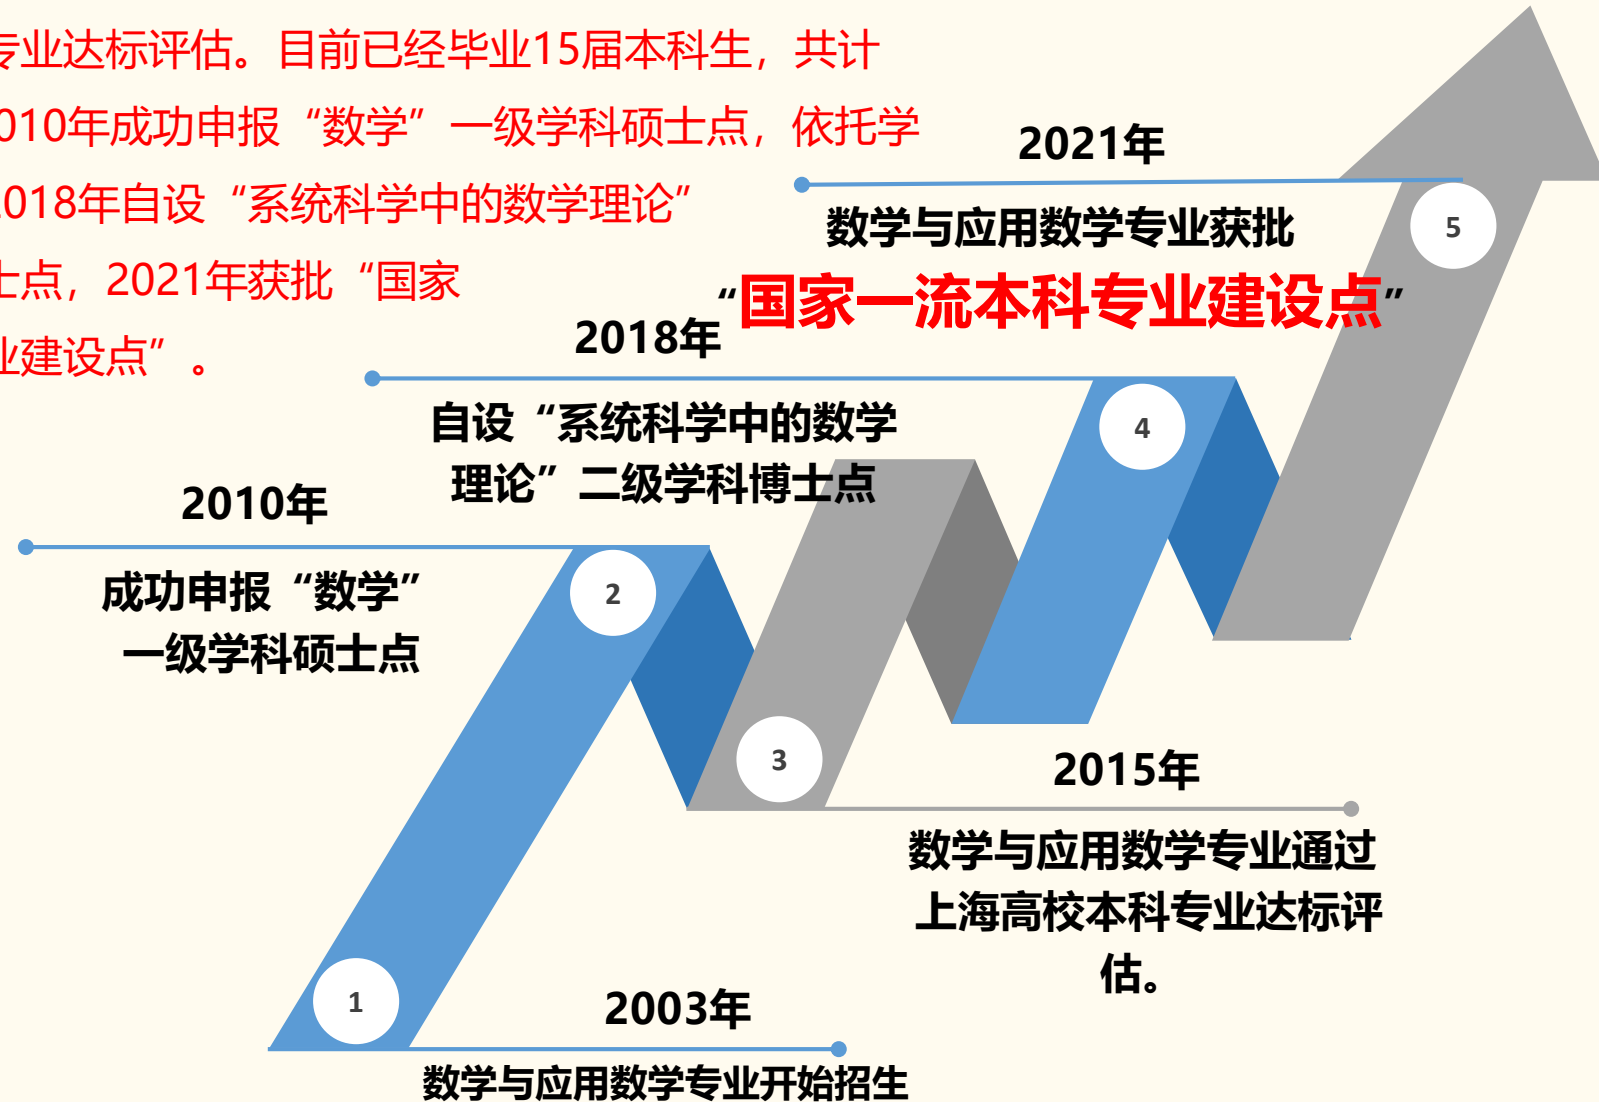 专业达标评估。目前已经毕业15届本科生，共计
2010年成功申报“数学”一级学科硕士点，依托学
2018年自设“系统科学中的数学理论”
士点，2021年获批“国家
业建设点”。
2021年
数学与应用数学专业获批
“国家一流本科专业建设点”
5
2018年
自设“系统科学中的数学
理论”二级学科博士点
4
2010年
成功申报“数学”
一级学科硕士点
2
3
2015年
数学与应用数学专业通过
上海高校本科专业达标评
估。
1
2003年
数学与应用数学专业开始招生